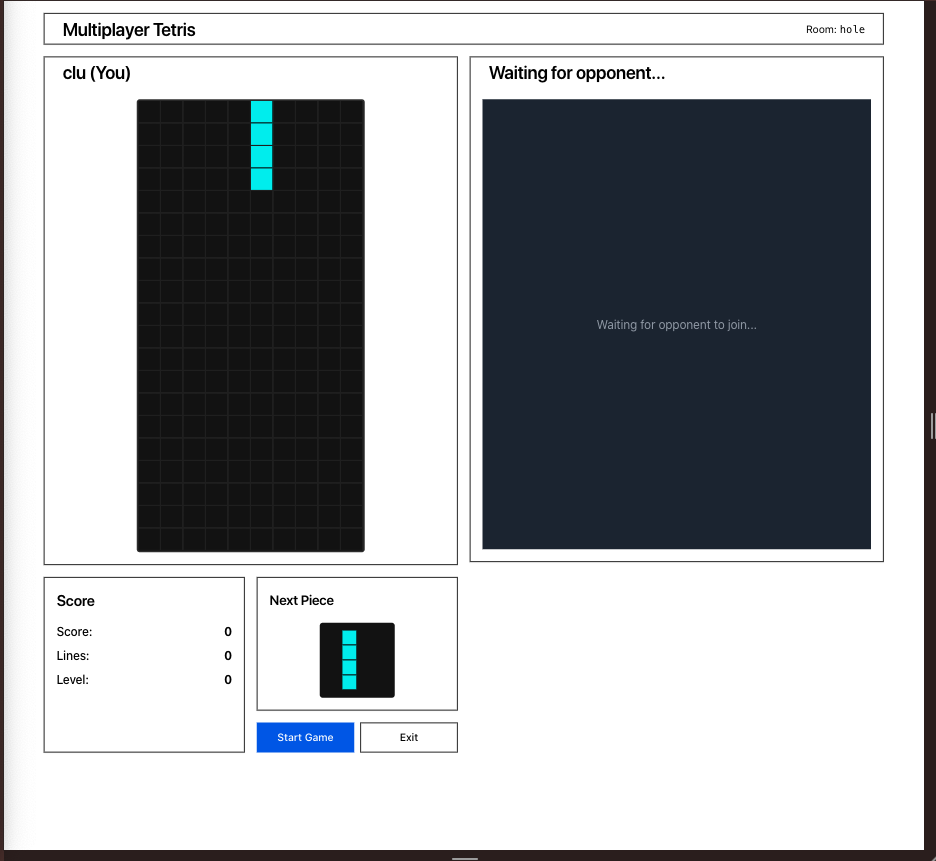 Multiplayer Tetris
Room: hole
clu (You)
Waiting for opponent...
Waiting for opponent to join...
Score
Score: 0
Lines: 0
Level: 0
Next Piece
Start Game
Exit